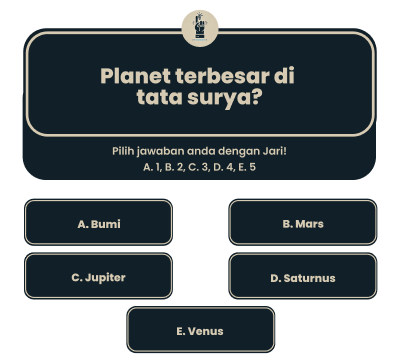 Planet terbesar di
tata surya?
Pilih jawaban anda dengan Jari!
A. 1, B. 2, C. 3, D. 4, E. 5
A. Bumi
B. Mars
C. Jupiter
D. Saturnus
E. Venus